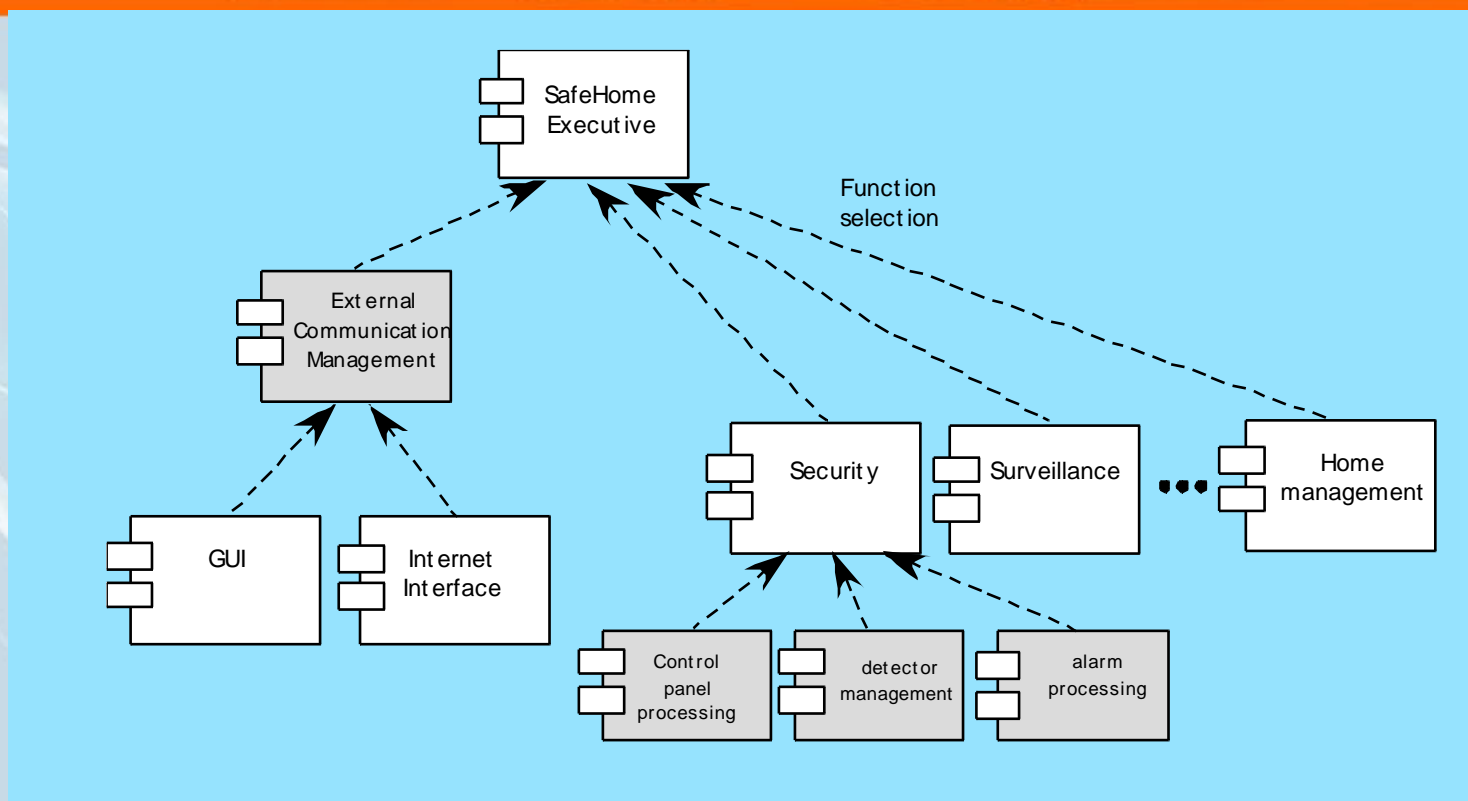 SafeHome
Executive
Function
selection
External
Communication
Management
Security
Surveillance
Home
management
GUI
Internet
Interface
Control
panel
processing
detector
management
alarm
processing